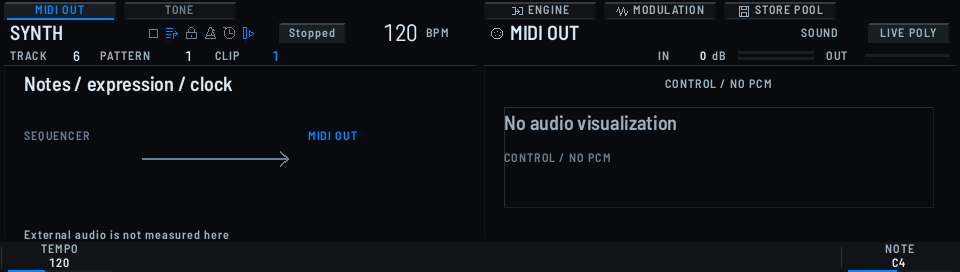 MIDI OUT TONE ENGINE MODULATION STORE POOL
SYNTH Stopped 120 BPM MIDI OUT SOUND LIVE POLY
TRACK 6 PATTERN 1 CLIP 1 IN 0 dB OUT
Notes / expression / clock
CONTROL / NO PCM
SEQUENCER MIDI OUT
No audio visualization
CONTROL / NO PCM
External audio is not measured here
TEMPO NOTE
120 C4